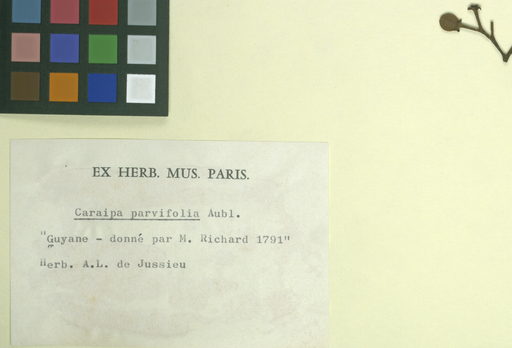 EX HERB. MUS. PARIS.
Caraipa parvifolia Aubl.
"Guyane - donné par M. Richard 1791"
Herb. A.L. de Jussieu